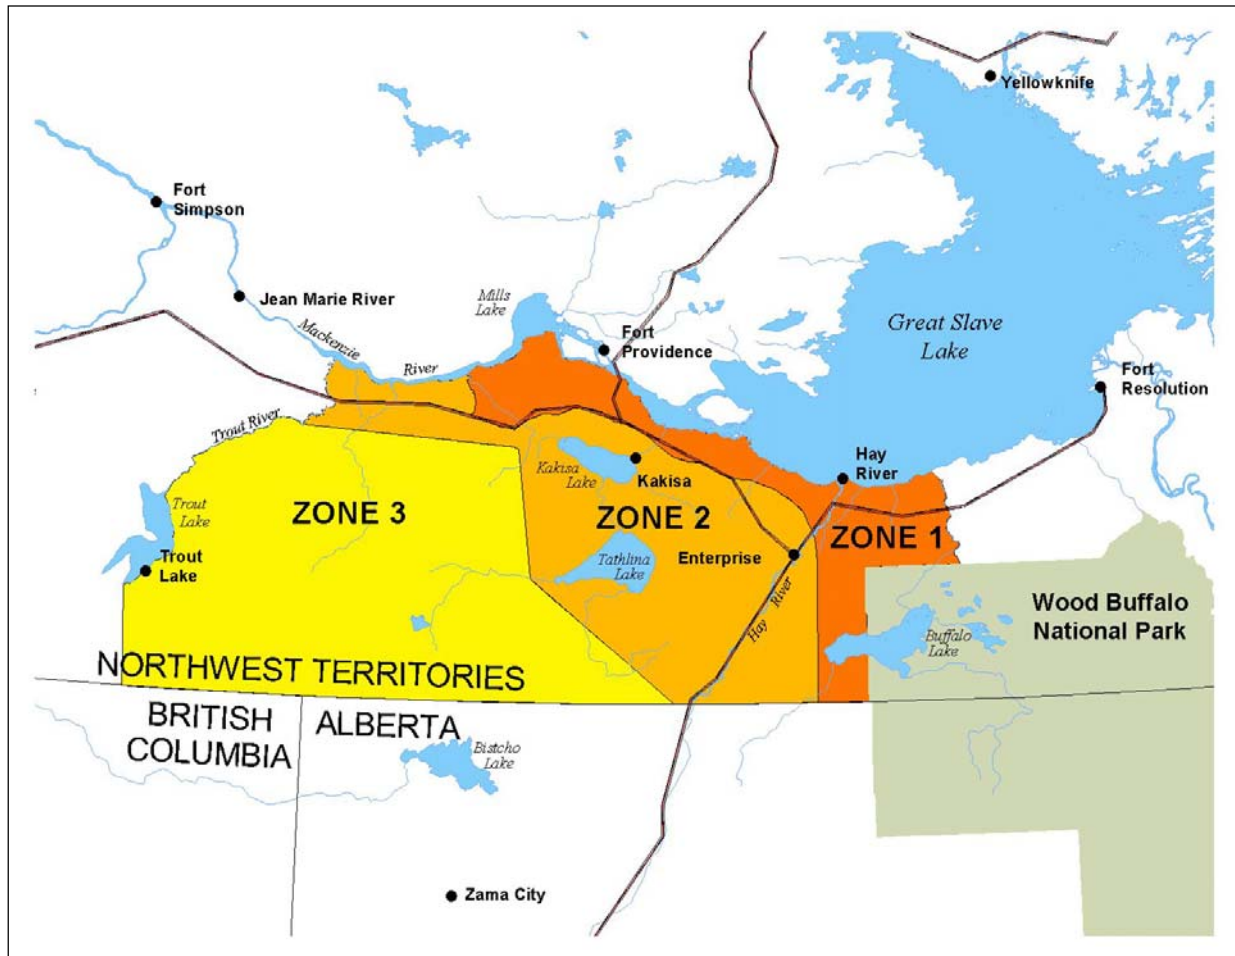 Yellowknife
Fort
Simpson
Jean Marie River
Mills
Lake
Mackenzie
River
Fort
Providence
Great Slave
Lake
Fort
Resolution
Trout River
Hay
River
Kakisa
Lake
Kakisa
Trout
Lake
ZONE 3
ZONE 2
ZONE 1
Enterprise
Tathlina
Lake
Trout
Lake
Hay
River
Wood Buffalo
National Park
Buffalo
Lake
NORTHWEST TERRITORIES
BRITISH
COLUMBIA
ALBERTA
Bistcho
Lake
Zama City